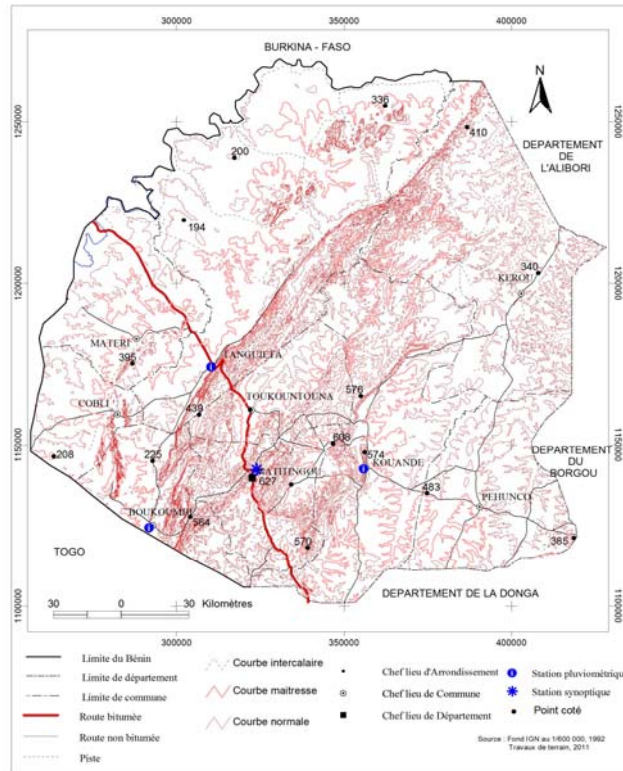 300000
350000
400000
BURKINA - FASO
N
1250000
1250000
336
410
200
DEPARTEMENT
DE
L'ALIBORI
194
340
KEROU
1200000
1200000
MATERI
395
TANGUIETA
576
TOUKOUNTOUNA
COBLI
439
608
208
225
574
KOUANDE
1150000
1150000
DEPARTEMENT
DU
BORGOU
NATITINGOU
627
483
PEHUNCO
BOUKOUMBE
564
570
385
TOGO
DEPARTEMENT DE LA DONGA
30 0 30 Kilomètres
1100000
1100000
300000
350000
400000
Limite du Bénin
Limite de département
Limite de commune
Route bitumée
Route non bitumée
Piste
Courbe intercalaire
Courbe maitresse
Courbe normale
Chef lieu d'Arrondissement
Chef lieu de Commune
Chef lieu de Département
Station pluviométrique
Station synoptique
Point coté
Source : Fond IGN au 1/600 000, 1992
Travaux de terrain, 2011